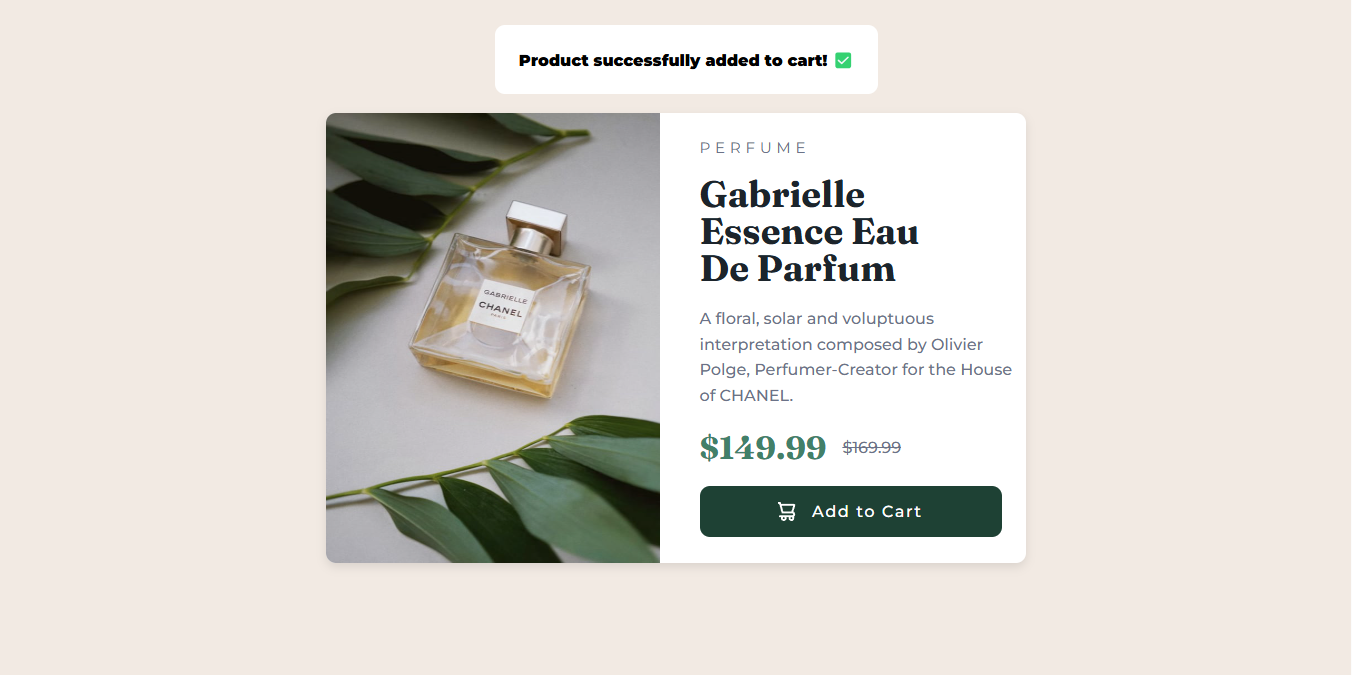 Product successfully added to cart! ✅
PERFUME
Gabrielle
Essence Eau
De Parfum
GABRIELLE
CHANEL
PARIS
A floral, solar and voluptuous
interpretation composed by Olivier
Polge, Perfumer-Creator for the House
of CHANEL.
$149.99 $169.99
Add to Cart